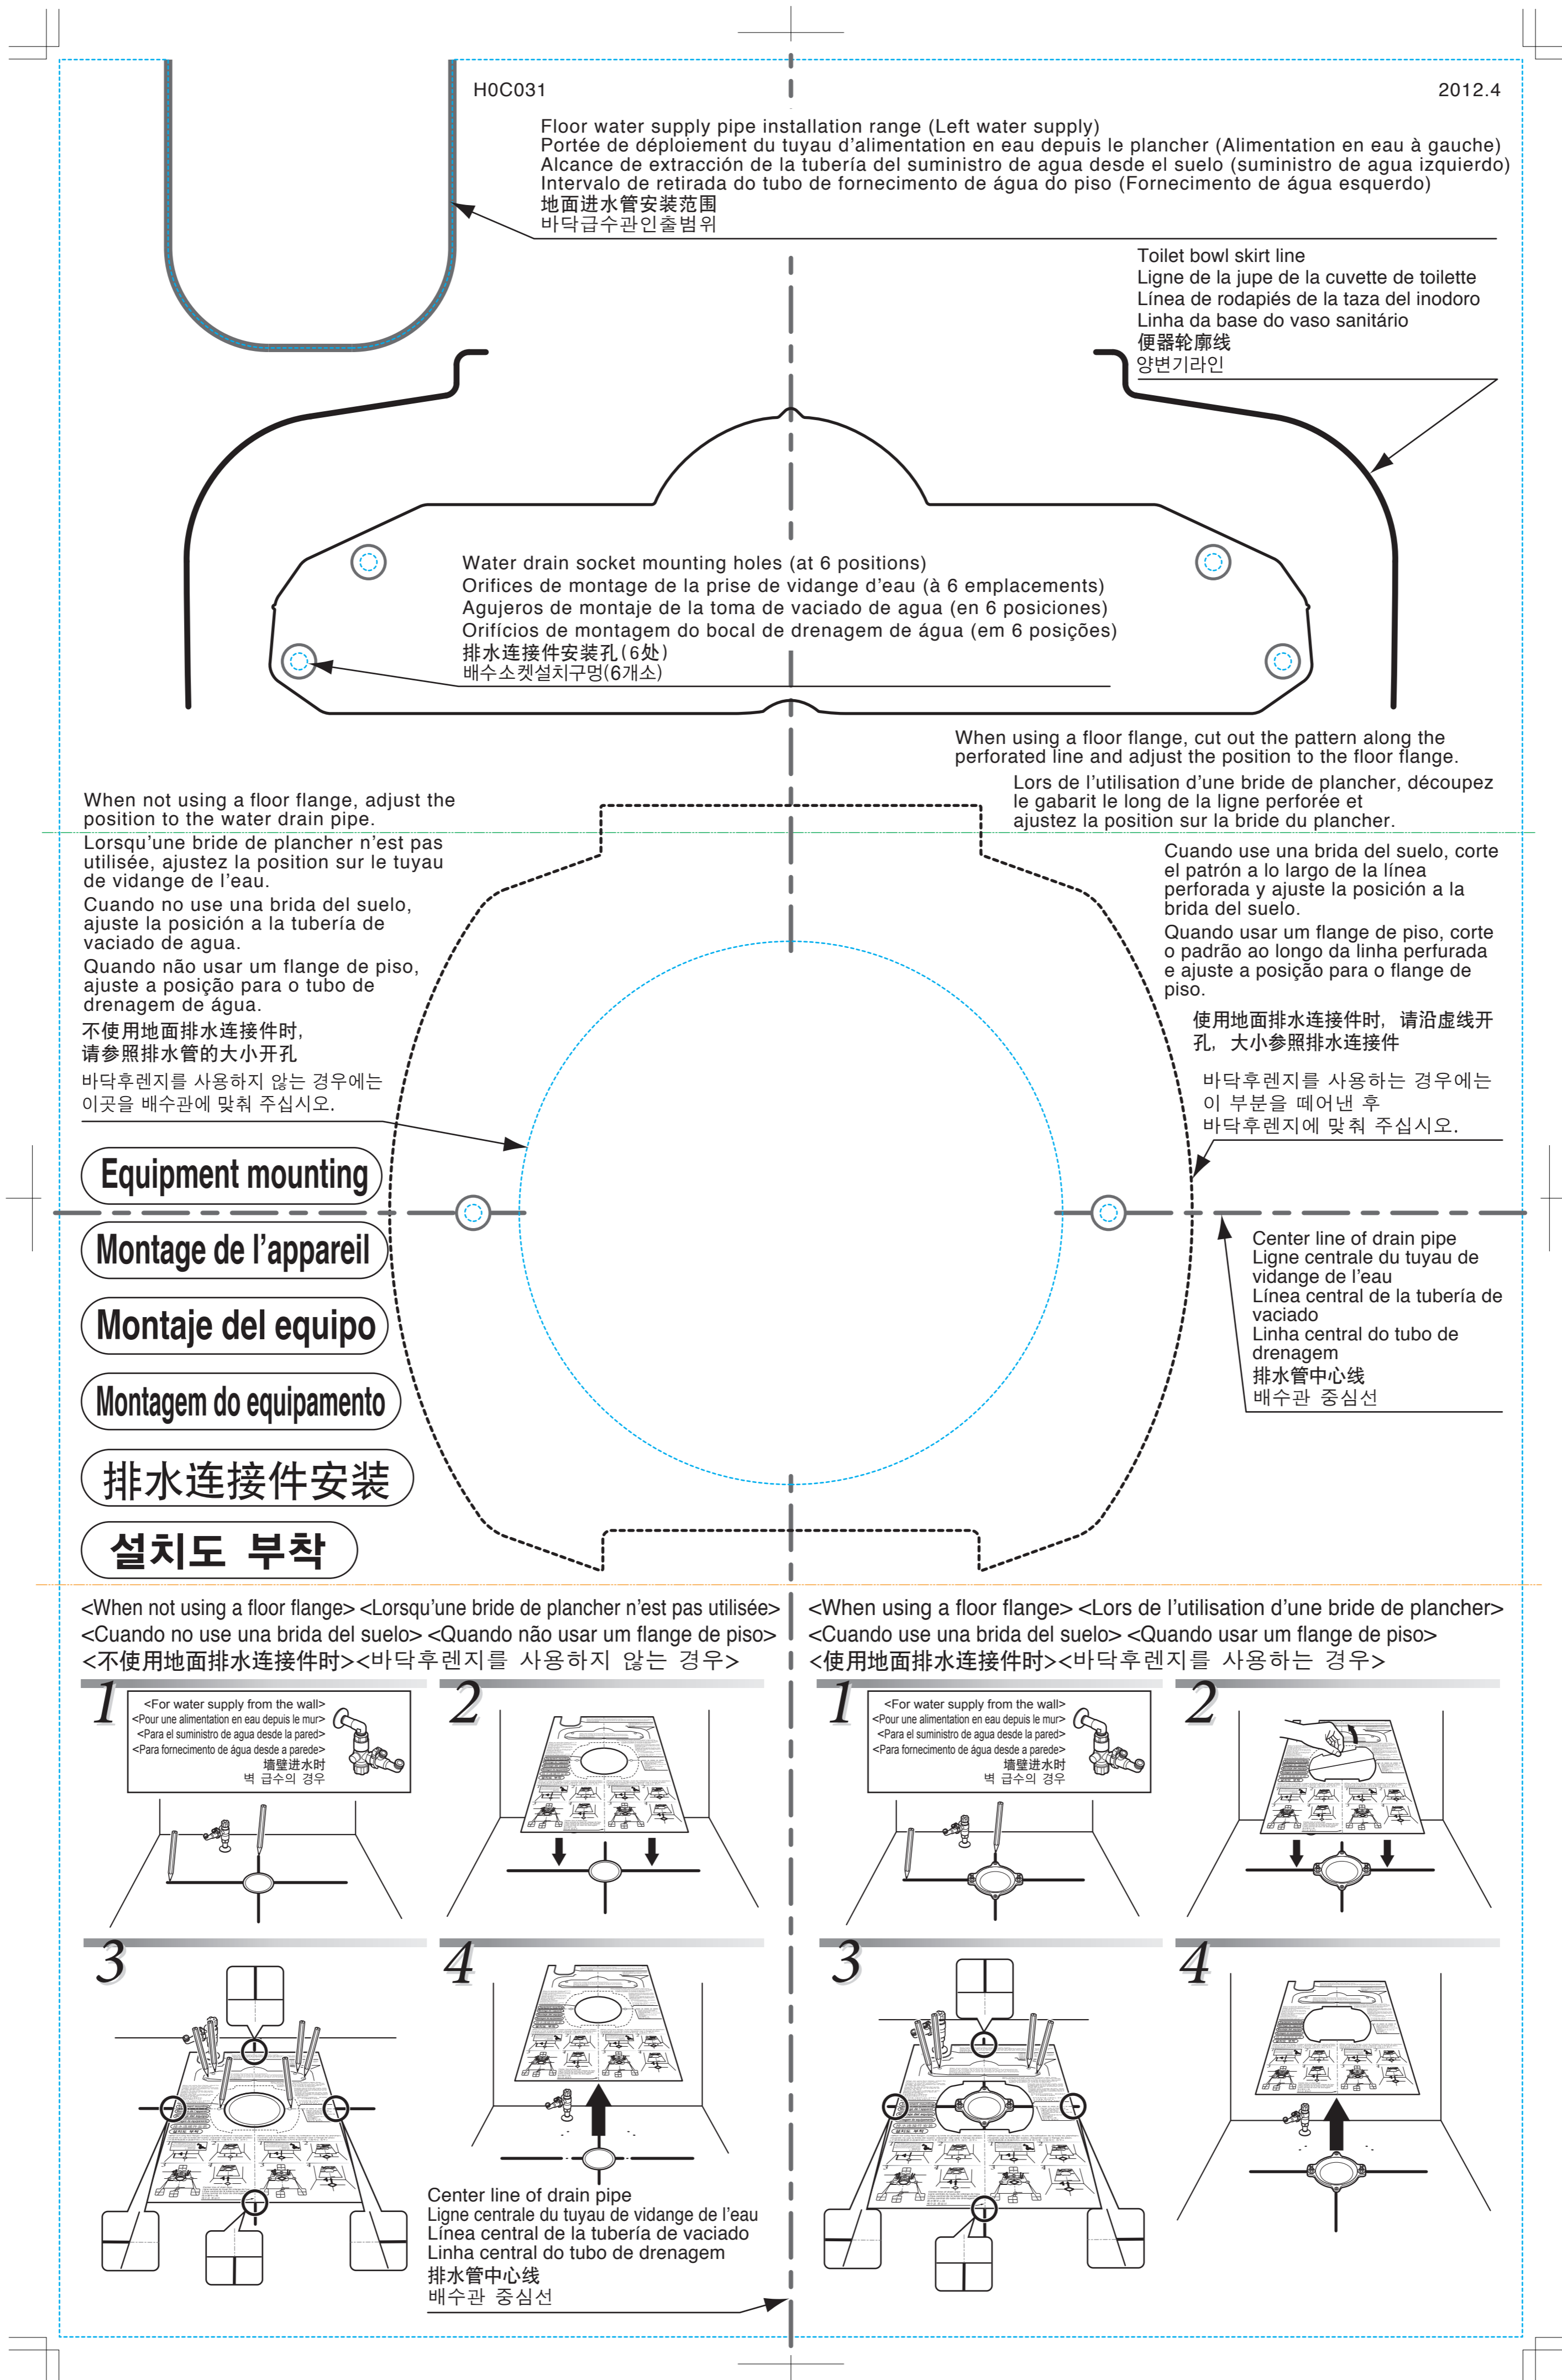 H0C031
2012.4
Floor water supply pipe installation range (Left water supply)
Portée de déploiement du tuyau d'alimentation en eau depuis le plancher (Alimentation en eau à gauche)
Alcance de extracción de la tubería del suministro de agua desde el suelo (suministro de agua izquierdo)
Intervalo de retirada do tubo de fornecimento de água do piso (Fornecimento de água esquerdo)
地面进水管安装范围
바닥급수관인출범위
Toilet bowl skirt line
Ligne de la jupe de la cuvette de toilette
Línea de rodapiés de la taza del inodoro
Linha da base do vaso sanitário
便器轮廓线
양변기라인
Water drain socket mounting holes (at 6 positions)
Orifices de montage de la prise de vidange d'eau (à 6 emplacements)
Agujeros de montaje de la toma de vaciado de agua (en 6 posiciones)
Orifícios de montagem do bocal de drenagem de água (em 6 posições)
排水连接件安装孔(6处)
배수소켓설치구멍(6개소)
When using a floor flange, cut out the pattern along the
perforated line and adjust the position to the floor flange.
Lors de l'utilisation d'une bride de plancher, découpez
le gabarit le long de la ligne perforée et
ajustez la position sur la bride du plancher.
Cuando use una brida del suelo, corte
el patrón a lo largo de la línea
perforada y ajuste la posición a la
brida del suelo.
Quando usar um flange de piso, corte
o padrão ao longo da linha perfurada
e ajuste a posição para o flange de
piso.
使用地面排水连接件时, 请沿虚线开
孔, 大小参照排水连接件
바닥후렌지를 사용하는 경우에는
이 부분을 떼어낸 후
바닥후렌지에 맞춰 주십시오.
When not using a floor flange, adjust the
position to the water drain pipe.
Lorsqu'une bride de plancher n'est pas
utilisée, ajustez la position sur le tuyau
de vidange de l'eau.
Cuando no use una brida del suelo,
ajuste la posición a la tubería de
vaciado de agua.
Quando não usar um flange de piso,
ajuste a posição para o tubo de
drenagem de água.
不使用地面排水连接件时,
请参照排水管的大小开孔
바닥후렌지를 사용하지 않는 경우에는
이곳을 배수관에 맞춰 주십시오.
Equipment mounting
Montage de l'appareil
Montaje del equipo
Montagem do equipamento
排水连接件安装
설치도 부착
Center line of drain pipe
Ligne centrale du tuyau de
vidange de l'eau
Línea central de la tubería de
vaciado
Linha central do tubo de
drenagem
排水管中心线
배수관 중심선
<When not using a floor flange> <Lorsqu'une bride de plancher n'est pas utilisée>
<Cuando no use una brida del suelo> <Quando não usar um flange de piso>
<不使用地面排水连接件时><바닥후렌지를 사용하지 않는 경우>
1
<For water supply from the wall>
<Pour une alimentation en eau depuis le mur>
<Para el suministro de agua desde la pared>
<Para fornecimento de água desde a parede>
墙壁进水时
벽 급수의 경우
2
3
4
Center line of drain pipe
Ligne centrale du tuyau de vidange de l'eau
Línea central de la tubería de vaciado
Linha central do tubo de drenagem
排水管中心线
배수관 중심선
<When using a floor flange> <Lors de l'utilisation d'une bride de plancher>
<Cuando use una brida del suelo> <Quando usar um flange de piso>
<使用地面排水连接件时><바닥후렌지를 사용하는 경우>
1
<For water supply from the wall>
<Pour une alimentation en eau depuis le mur>
<Para el suministro de agua desde la pared>
<Para fornecimento de água desde a parede>
墙壁进水时
벽 급수의 경우
2
3
4